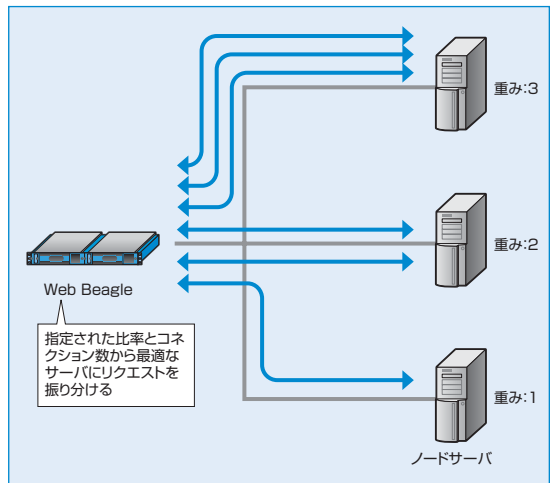 重み:3
重み:2
Web Beagle
指定された比率とコネ
クション数から最適な
サーバにリクエストを
振り分ける
重み:1
ノードサーバ